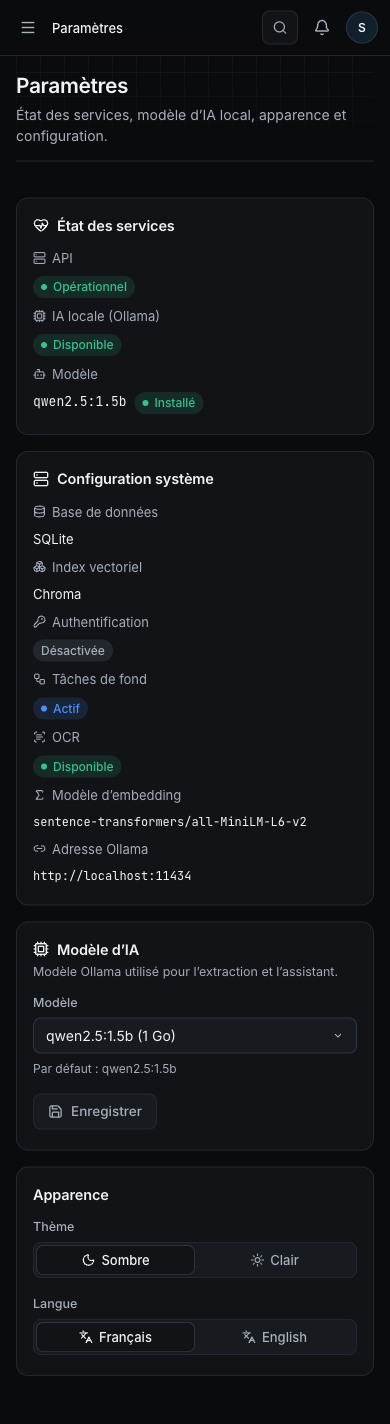 Paramètres
S
Paramètres
État des services, modèle d’IA local, apparence et
configuration.
État des services
API
Opérationnel
IA locale (Ollama)
Disponible
Modèle
qwen2.5:1.5b Installé
Configuration système
Base de données
SQLite
Index vectoriel
Chroma
Authentification
Désactivée
Tâches de fond
Actif
OCR
Disponible
Modèle d’embedding
sentence-transformers/all-MiniLM-L6-v2
Adresse Ollama
http://localhost:11434
Modèle d’IA
Modèle Ollama utilisé pour l’extraction et l’assistant.
Modèle
qwen2.5:1.5b (1 Go)
Par défaut : qwen2.5:1.5b
Enregistrer
Apparence
Thème
Sombre Clair
Langue
Français English